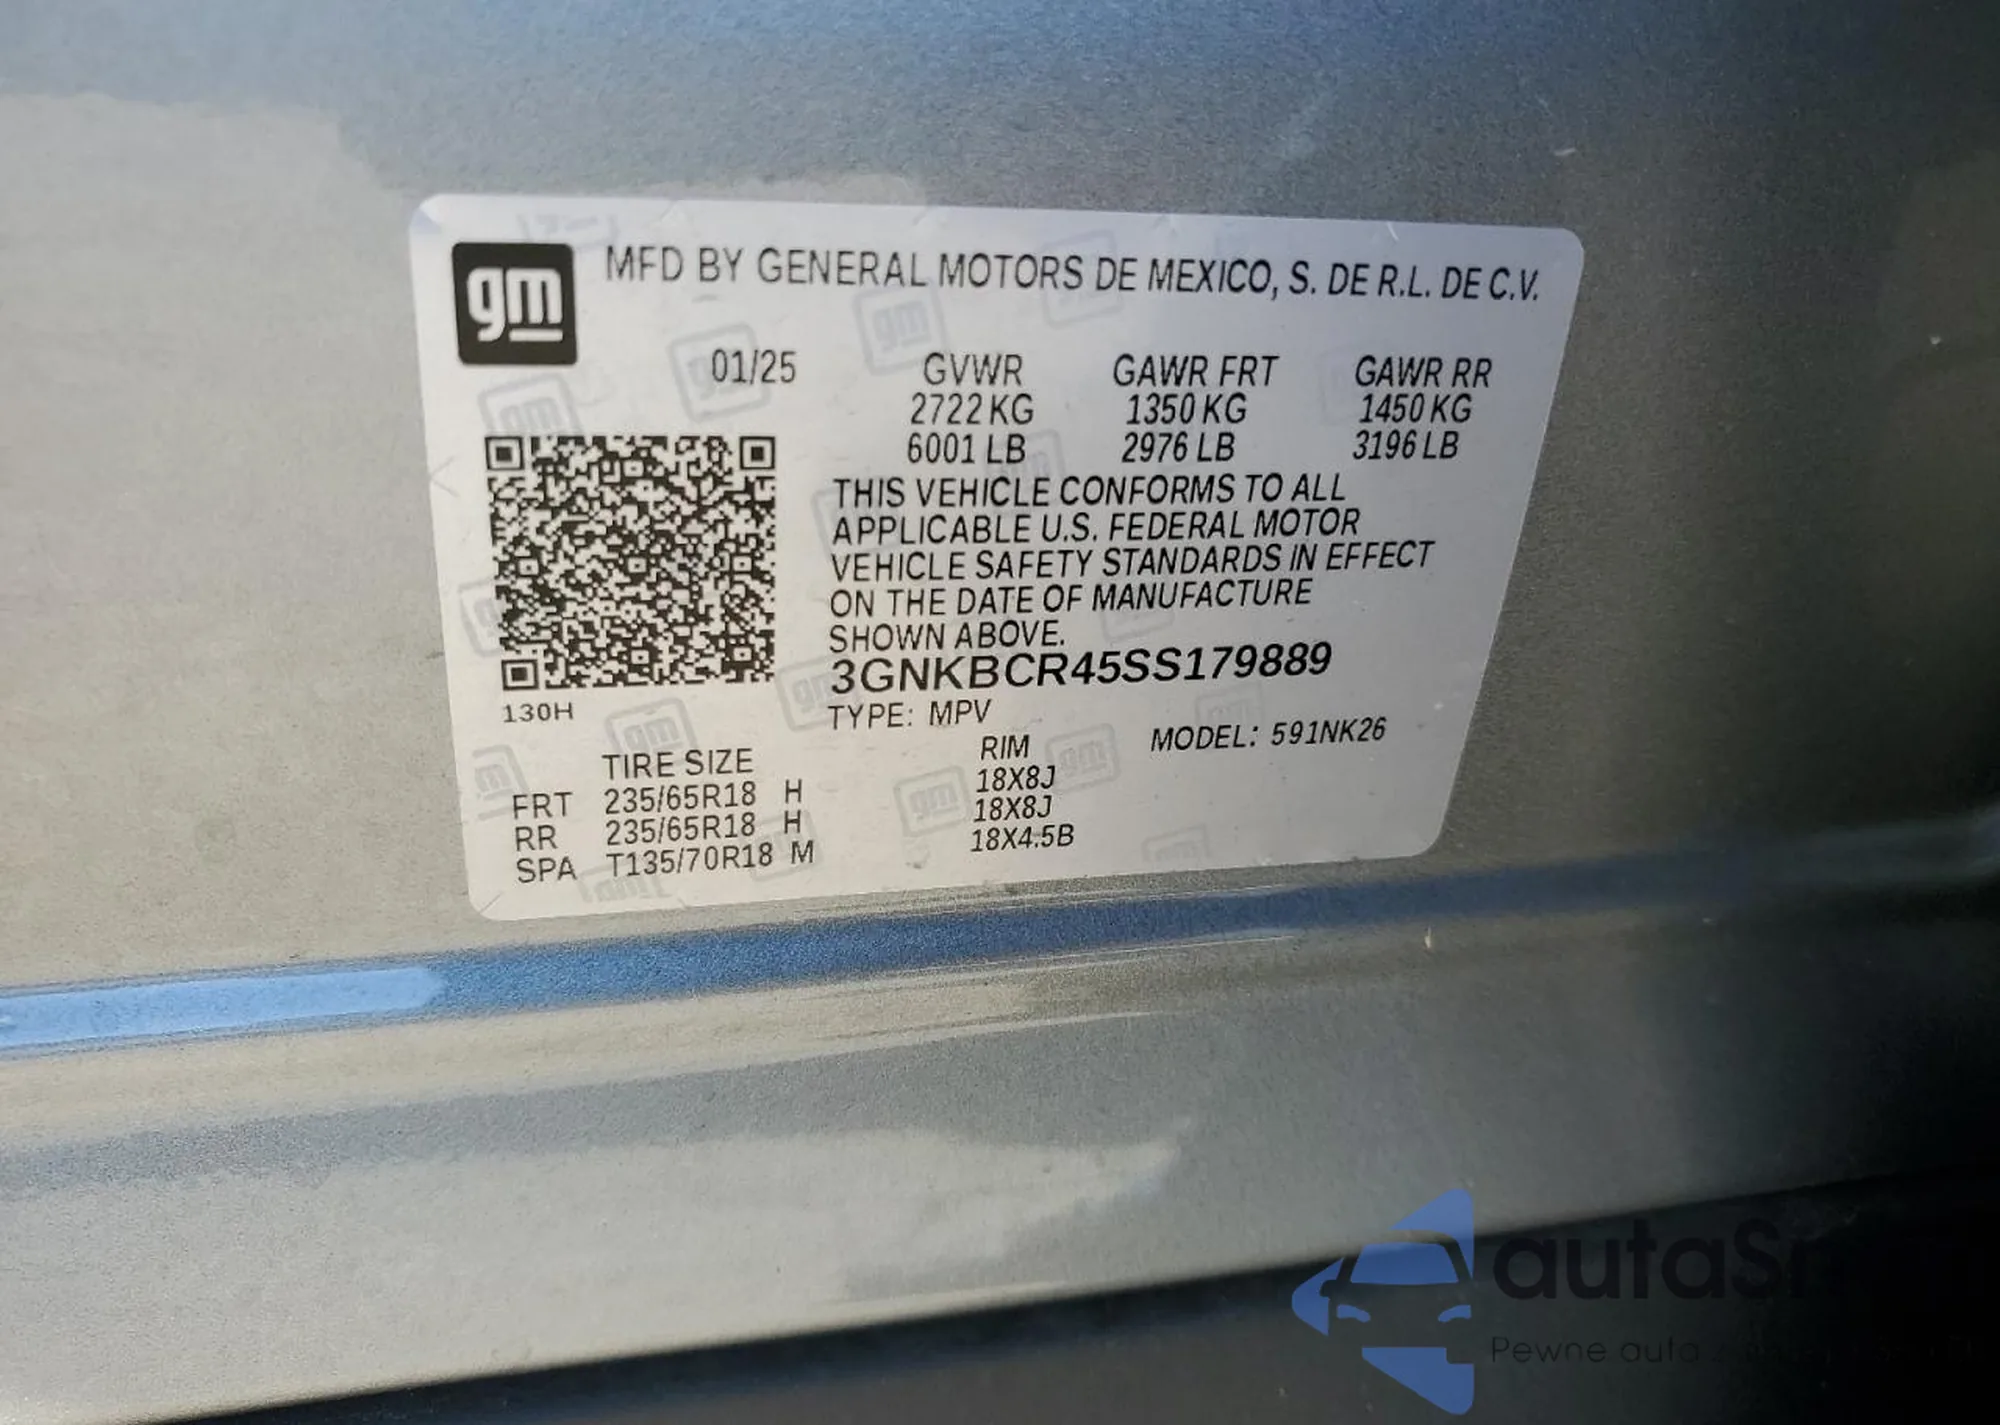 gm
MFD BY GENERAL MOTORS DE MEXICO, S. DE R.L. DE C.V.
01/25 GVWR GAWR FRT GAWR RR
2722 KG 1350 KG 1450 KG
6001 LB 2976 LB 3196 LB
THIS VEHICLE CONFORMS TO ALL
APPLICABLE U.S. FEDERAL MOTOR
VEHICLE SAFETY STANDARDS IN EFFECT
ON THE DATE OF MANUFACTURE
SHOWN ABOVE.
3GNKBCR45SS179889
130H
TYPE: MPV
MODEL: 591NK26
TIRE SIZE RIM
FRT 235/65R18 H 18X8J
RR 235/65R18 H 18X8J
SPA T135/70R18 M 18X4.5B
Pewne auto